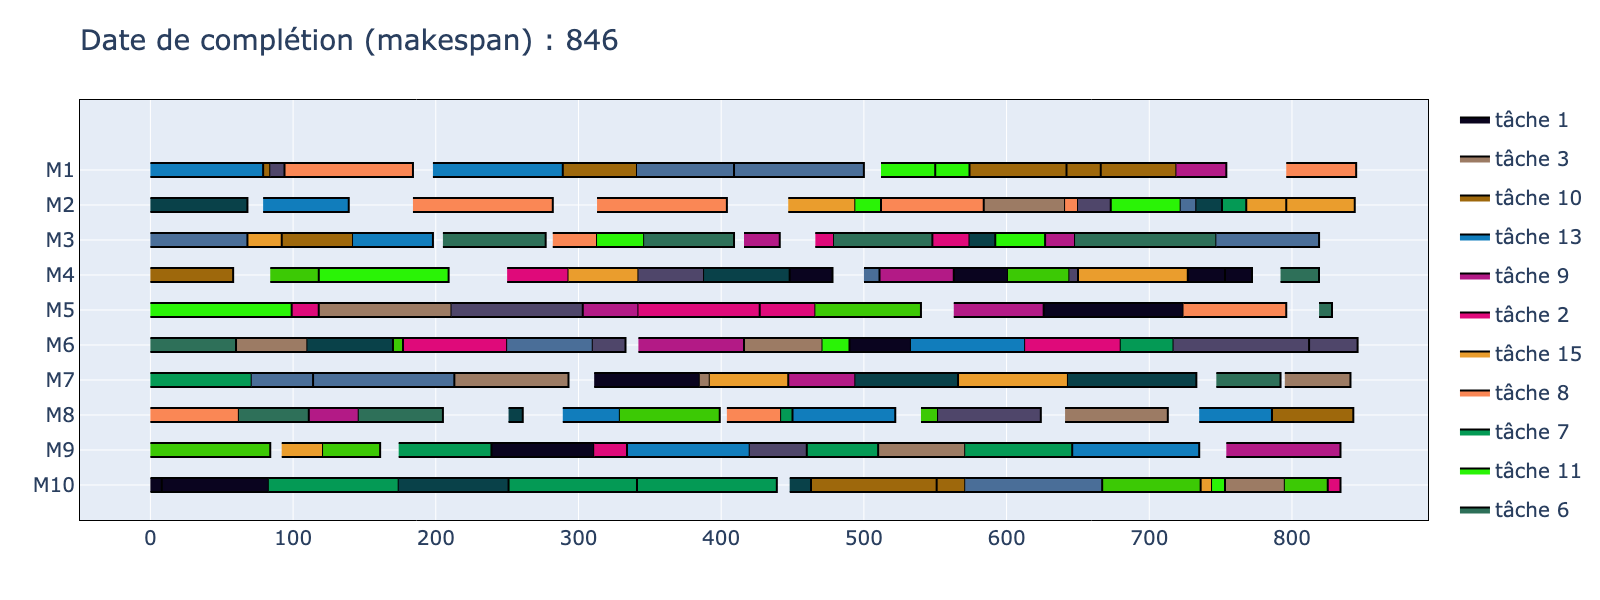 Date de complétion (makespan) : 846
M1
M2
M3
M4
M5
M6
M7
M8
M9
M10
0 100 200 300 400 500 600 700 800
tâche 1
tâche 3
tâche 10
tâche 13
tâche 9
tâche 2
tâche 15
tâche 8
tâche 7
tâche 11
tâche 6